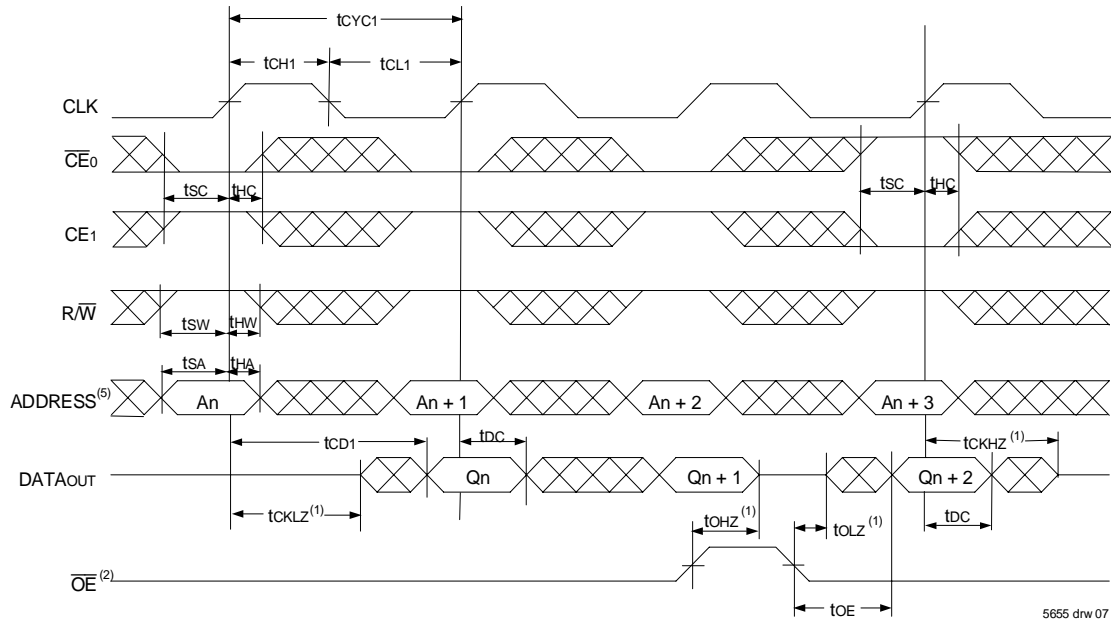 tCYC1
tCH1 tCL1
CLK
CE0
tSC tHC tSC tHC
CE1
R/W
tSW tHW
tSA tHA
ADDRESS(5) An An + 1 An + 2 An + 3
tCD1 tDC tCKHZ(1)
DATAOUT Qn Qn + 1 Qn + 2
tCKLZ(1) tOHZ(1) tOLZ(1) tDC
OE(2)
tOE
5655 drw 07